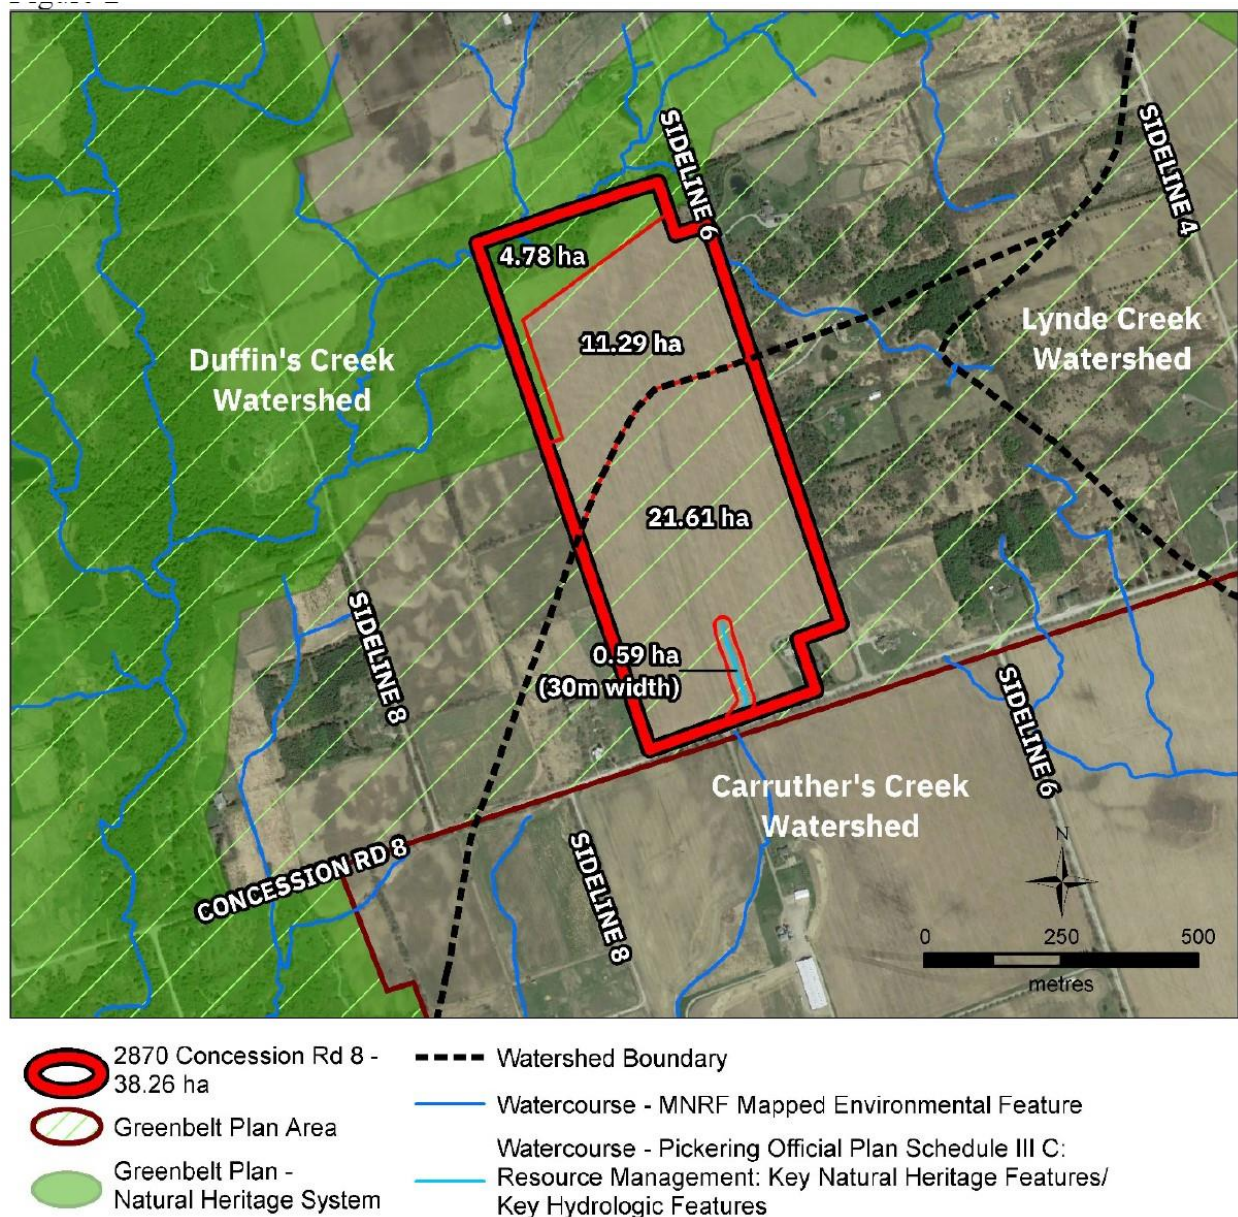 SIDELINE 6
SIDELINE 4
4.78 ha
11.29 ha
Lynde Creek
Watershed
Duffin's Creek
Watershed
21.61 ha
SIDELINE 8
0.59 ha
(30m width)
SIDELINE 6
Carruther's Creek
Watershed
CONCESSION RD 8
SIDELINE 8
N
0 250 500
metres
2870 Concession Rd 8 -
38.26 ha
Greenbelt Plan Area
Greenbelt Plan -
Natural Heritage System
Watershed Boundary
Watercourse - MNRF Mapped Environmental Feature
Watercourse - Pickering Official Plan Schedule III C:
Resource Management: Key Natural Heritage Features/
Key Hydrologic Features